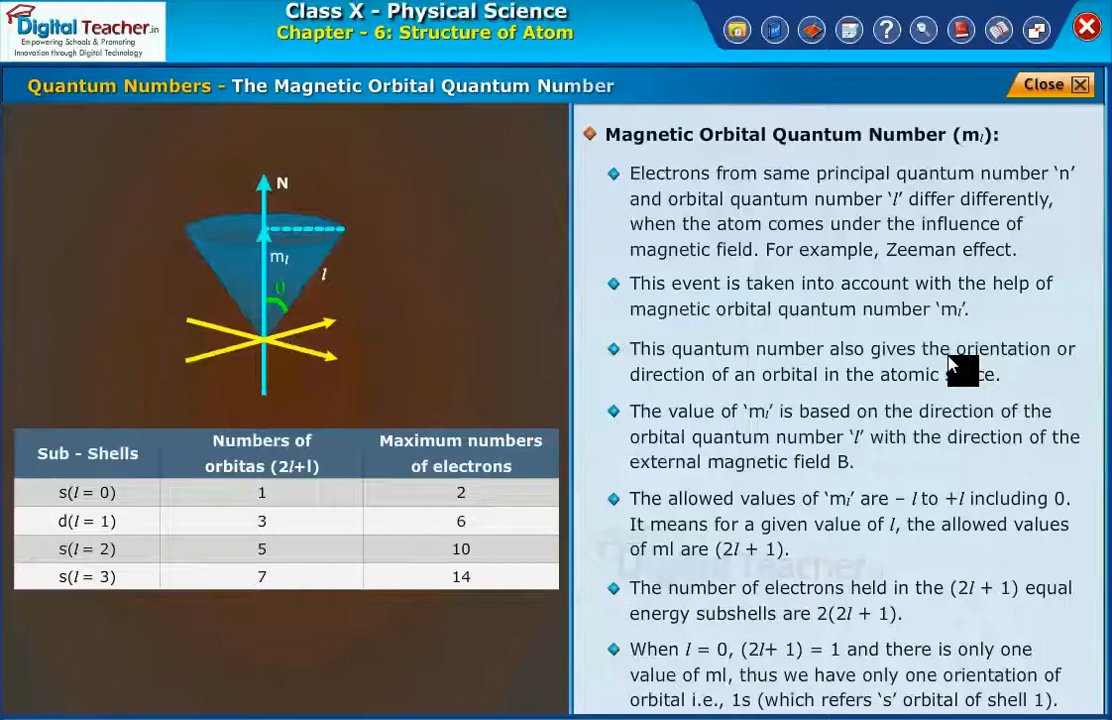 Digital Teacher.in
Empowering Schools & Promoting
Innovation through Digital Technology
Class X - Physical Science
Chapter - 6: Structure of Atom
Quantum Numbers - The Magnetic Orbital Quantum Number
Close
N
mₗ
l
θ
Sub - Shells | Numbers of orbitas (2l+l) | Maximum numbers of electrons
s(l = 0) 1 2
d(l = 1) 3 6
s(l = 2) 5 10
s(l = 3) 7 14
Magnetic Orbital Quantum Number (mₗ):
Electrons from same principal quantum number ‘n’
and orbital quantum number ‘l’ differ differently,
when the atom comes under the influence of
magnetic field. For example, Zeeman effect.
This event is taken into account with the help of
magnetic orbital quantum number ‘mₗ’.
This quantum number also gives the orientation or
direction of an orbital in the atomic
The value of ‘mₗ’ is based on the direction of the
orbital quantum number ‘l’ with the direction of the
external magnetic field B.
The allowed values of ‘mₗ’ are – l to +l including 0.
It means for a given value of l, the allowed values
of ml are (2l + 1).
The number of electrons held in the (2l + 1) equal
energy subshells are 2(2l + 1).
When l = 0, (2l+ 1) = 1 and there is only one
value of ml, thus we have only one orientation of
orbital i.e., 1s (which refers ‘s’ orbital of shell 1).